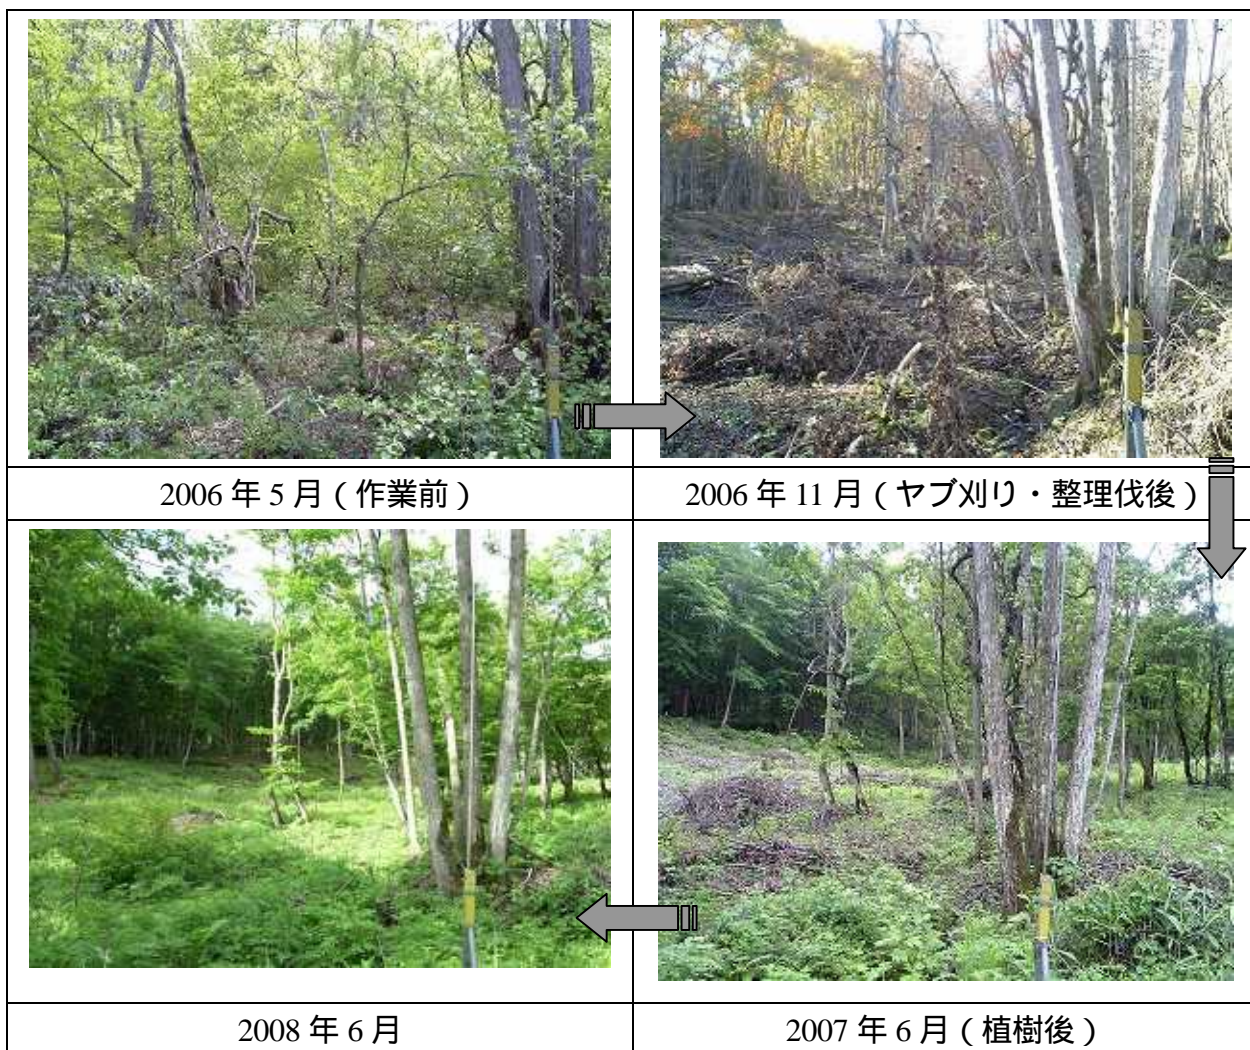 2006 年 5 月（作業前）
2006 年 11 月（ヤブ刈り・整理伐後）
2008 年 6 月
2007 年 6 月（植樹後）